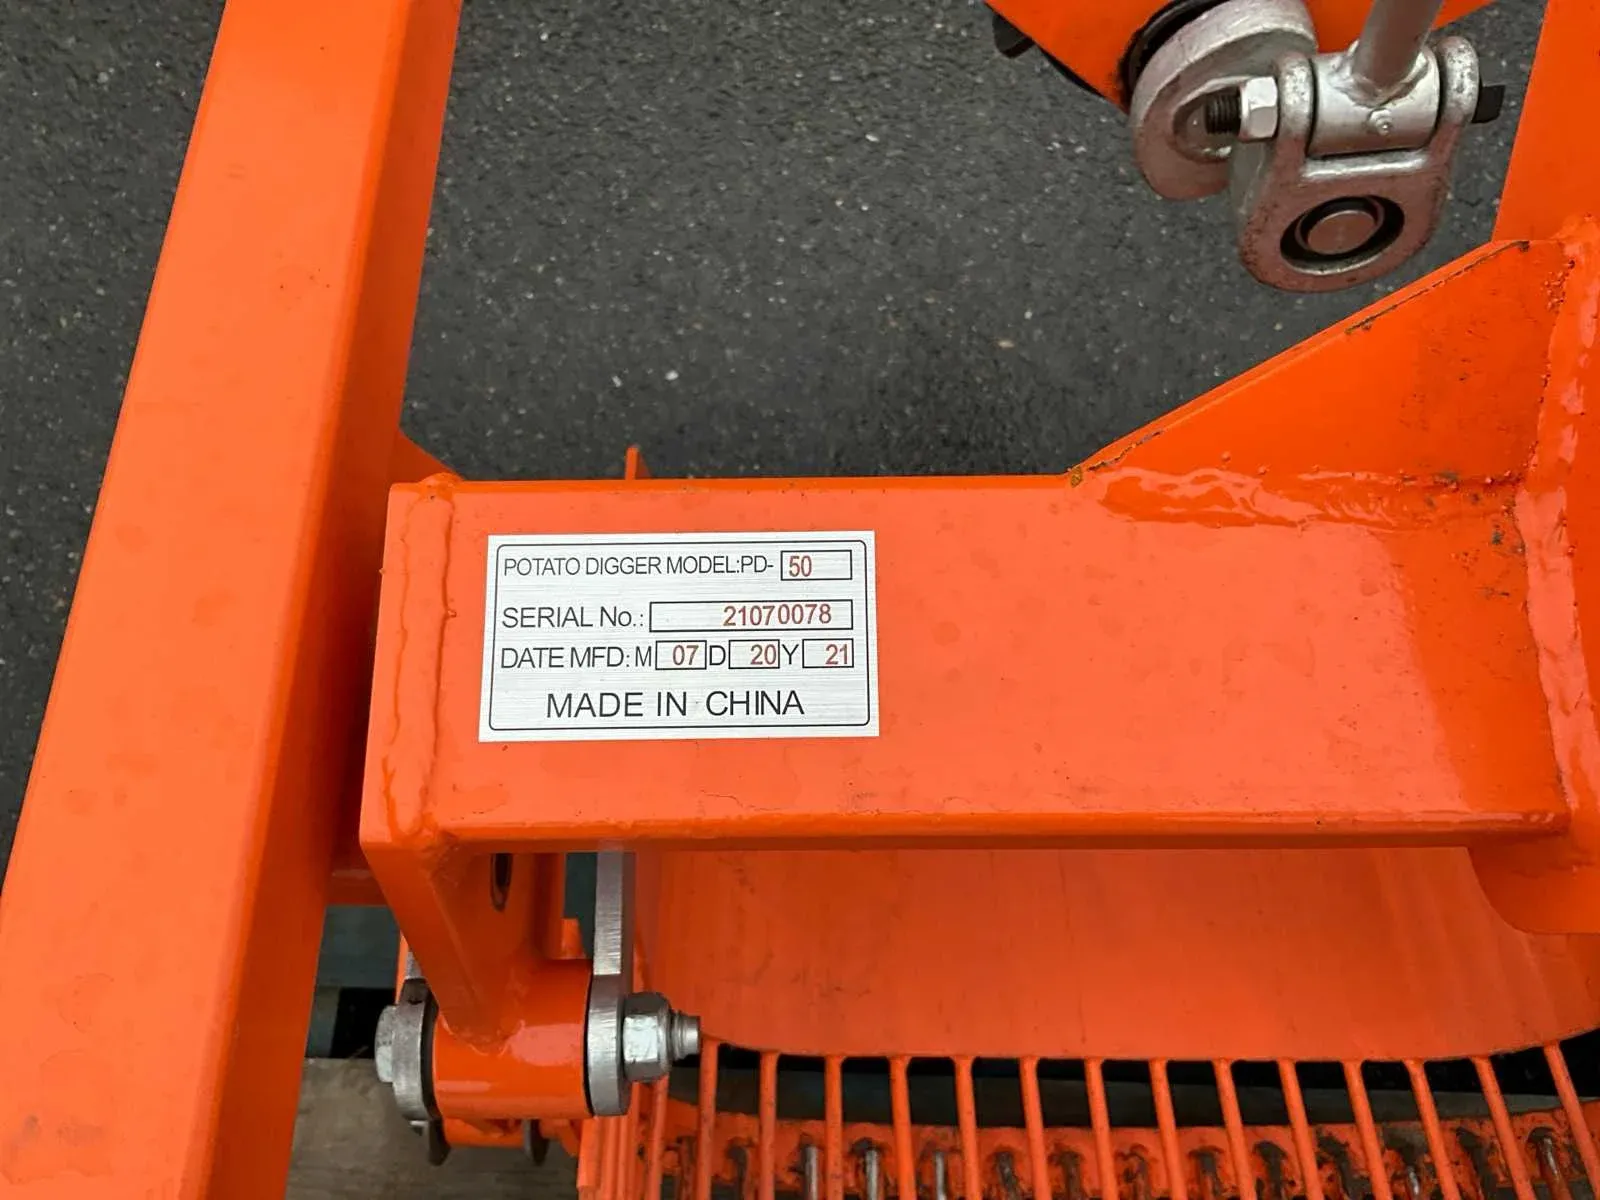 POTATO DIGGER MODEL:PD- 50
SERIAL No.: 21070078
DATE MFD: M 07 D 20 Y 21
MADE IN CHINA